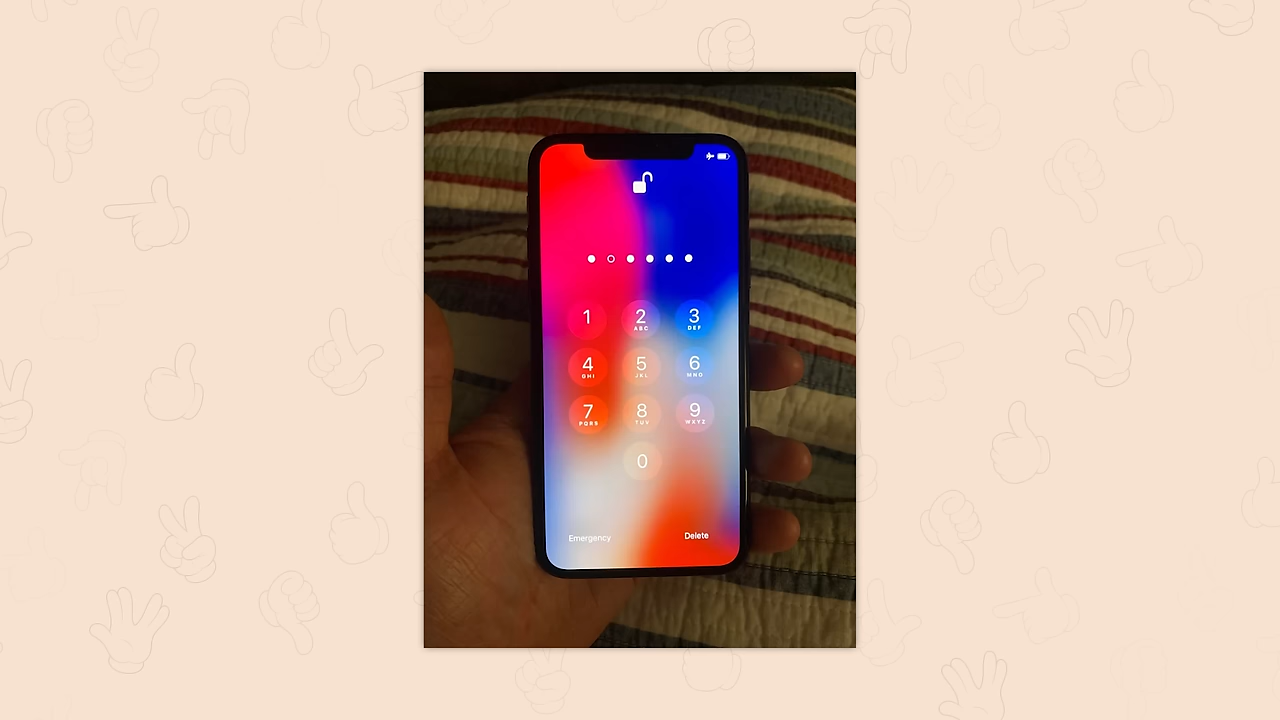 1 2 3
ABC DEF
4 5 6
GHI JKL MNO
7 8 9
PQRS TUV WXYZ
0
Emergency Delete